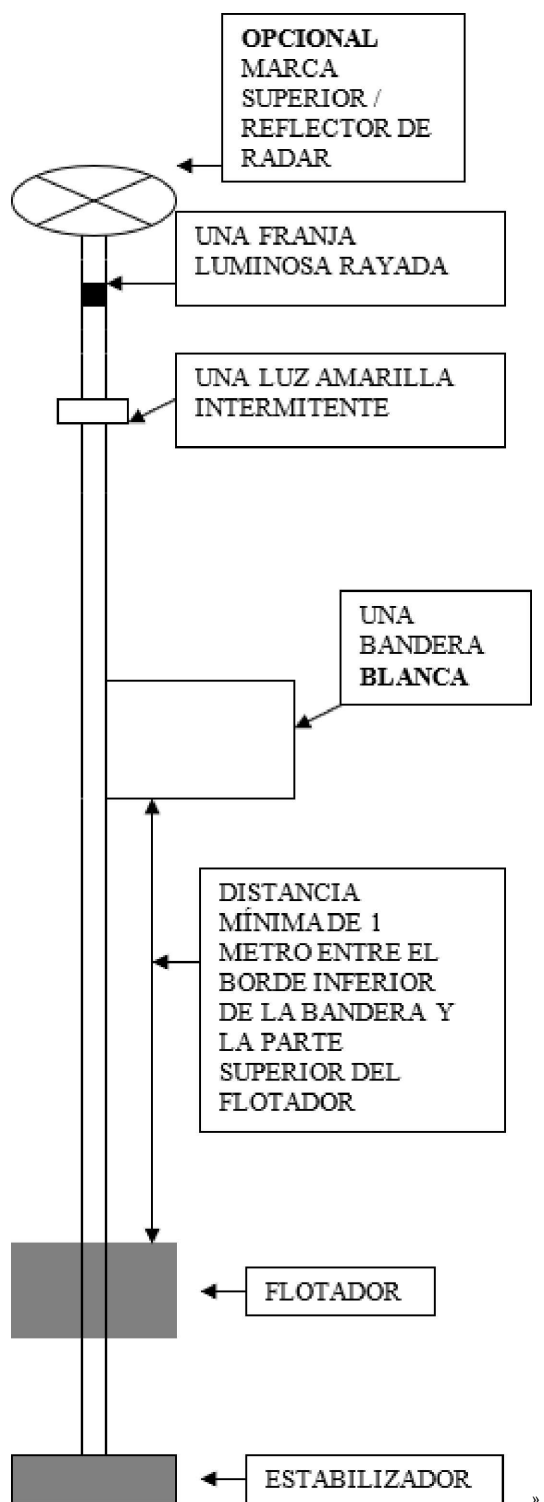 OPCIONAL
MARCA
SUPERIOR /
REFLECTOR DE
RADAR
UNA FRANJA
LUMINOSA RAYADA
UNA LUZ AMARILLA
INTERMITENTE
UNA
BANDERA
BLANCA
DISTANCIA
MÍNIMA DE 1
METRO ENTRE EL
BORDE INFERIOR
DE LA BANDERA Y
LA PARTE
SUPERIOR DEL
FLOTADOR
FLOTADOR
ESTABILIZADOR
»